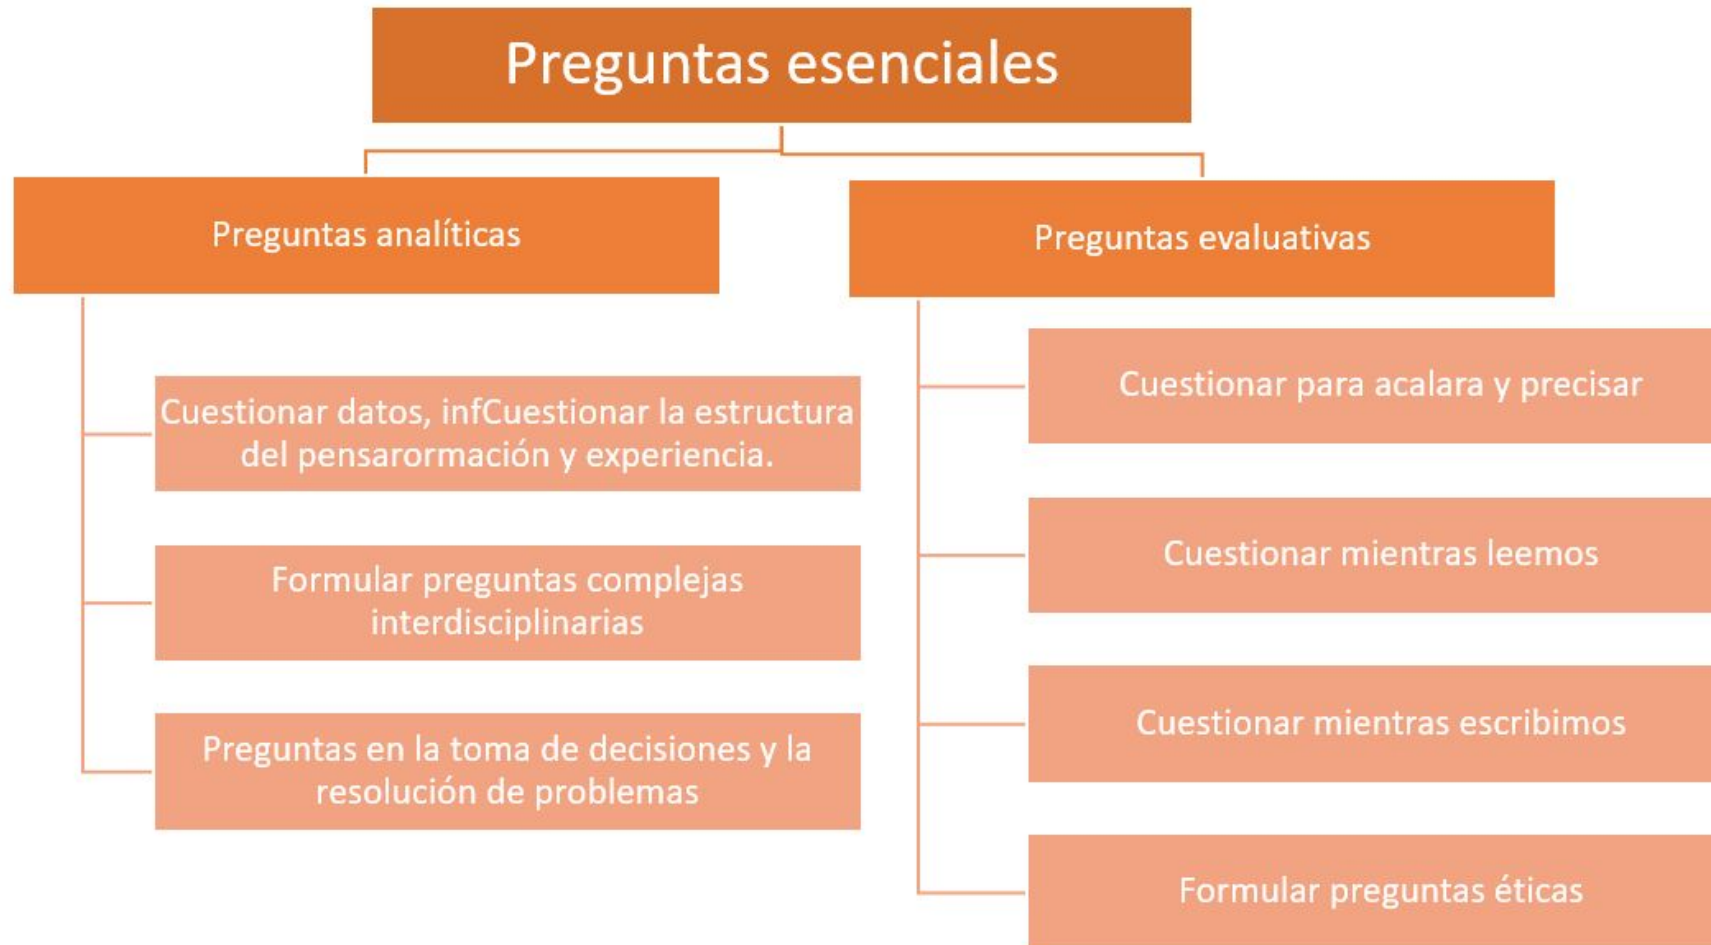 Preguntas esenciales
Preguntas analíticas
Cuestionar datos, infCuestionar la estructura
del pensarormación y experiencia.
Formular preguntas complejas
interdisciplinarias
Preguntas en la toma de decisiones y la
resolución de problemas
Preguntas evaluativas
Cuestionar para acalara y precisar
Cuestionar mientras leemos
Cuestionar mientras escribimos
Formular preguntas éticas